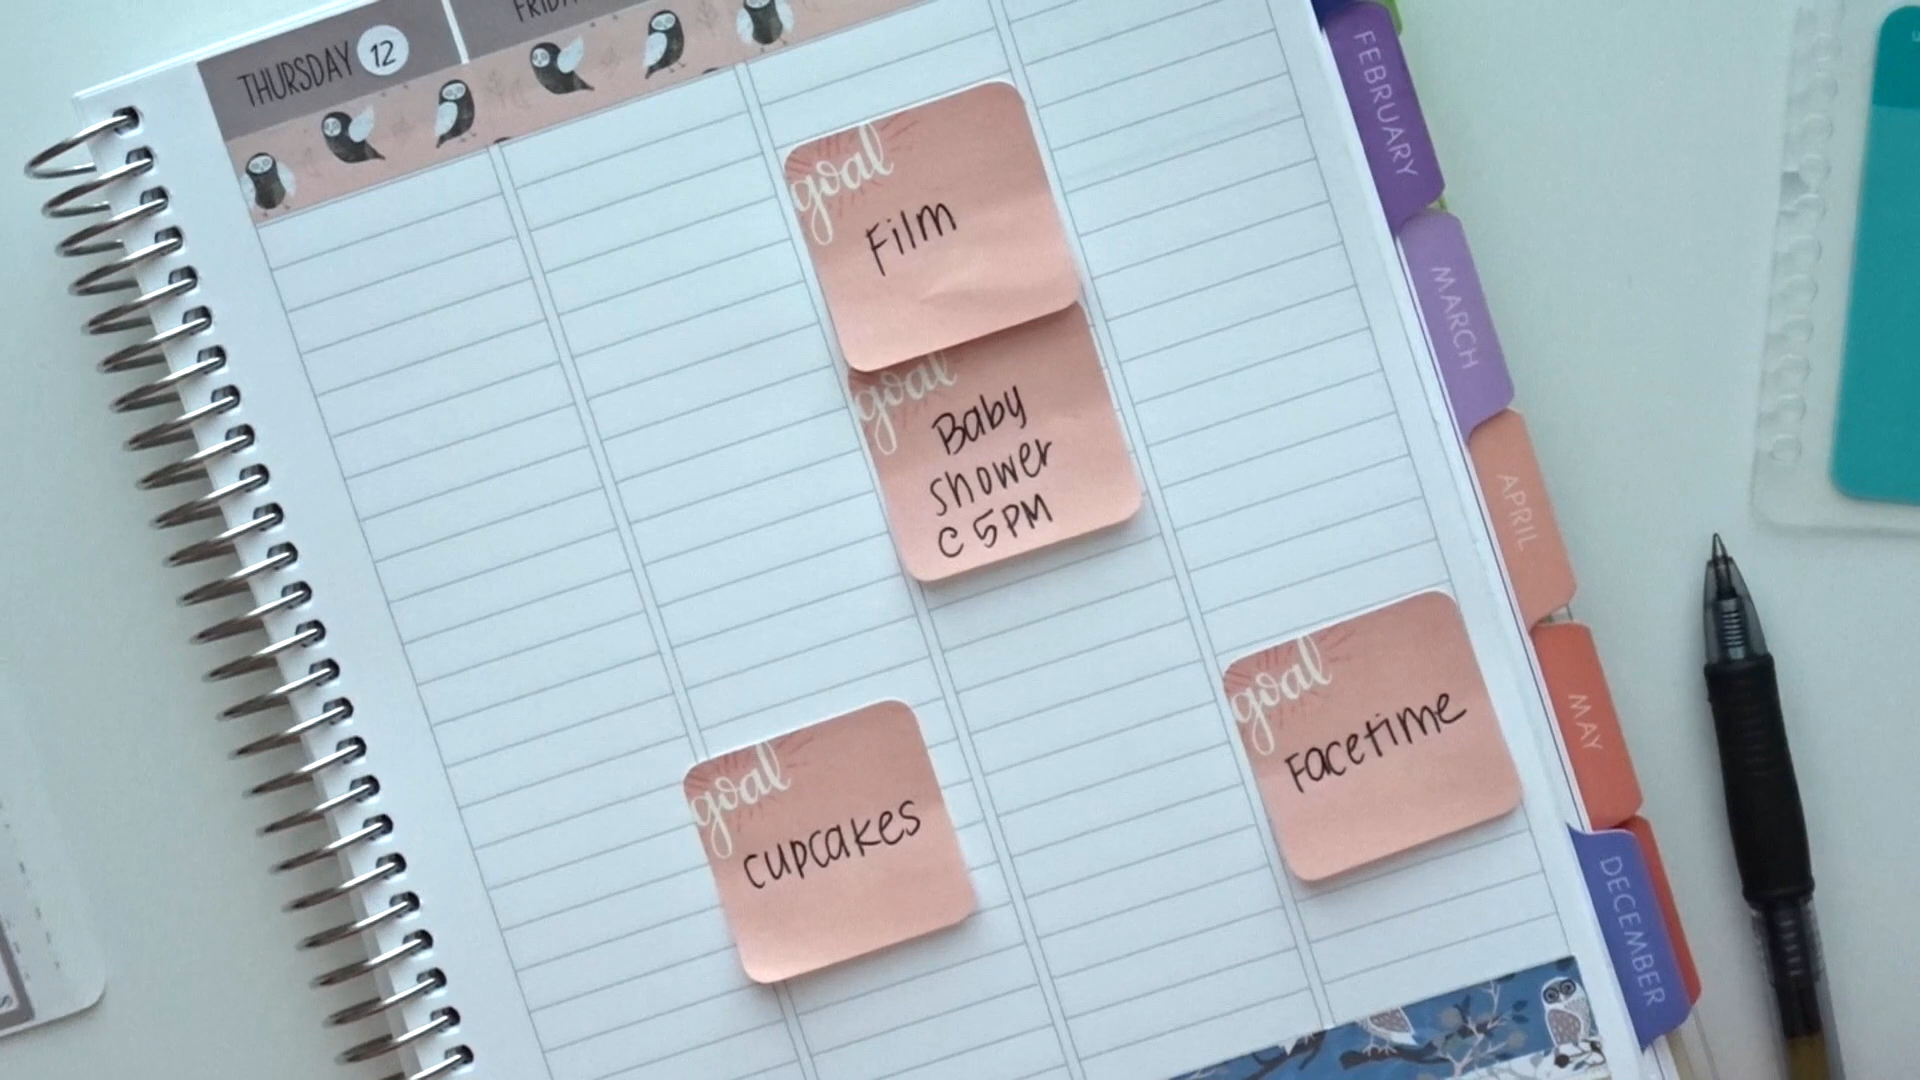 THURSDAY 12
goal
Film
goal
Baby
shower
C 5PM
goal
cupcakes
goal
Facetime
FEBRUARY
MARCH
APRIL
MAY
DECEMBER